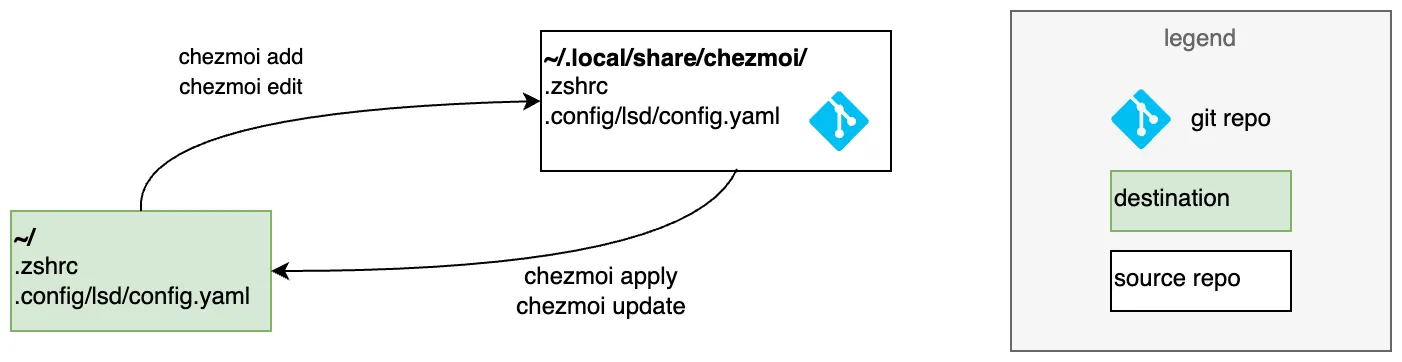 chezmoi add
chezmoi edit
~/.local/share/chezmoi/
.zshrc
.config/lsd/config.yaml
~/
.zshrc
.config/lsd/config.yaml
chezmoi apply
chezmoi update
legend
git repo
destination
source repo